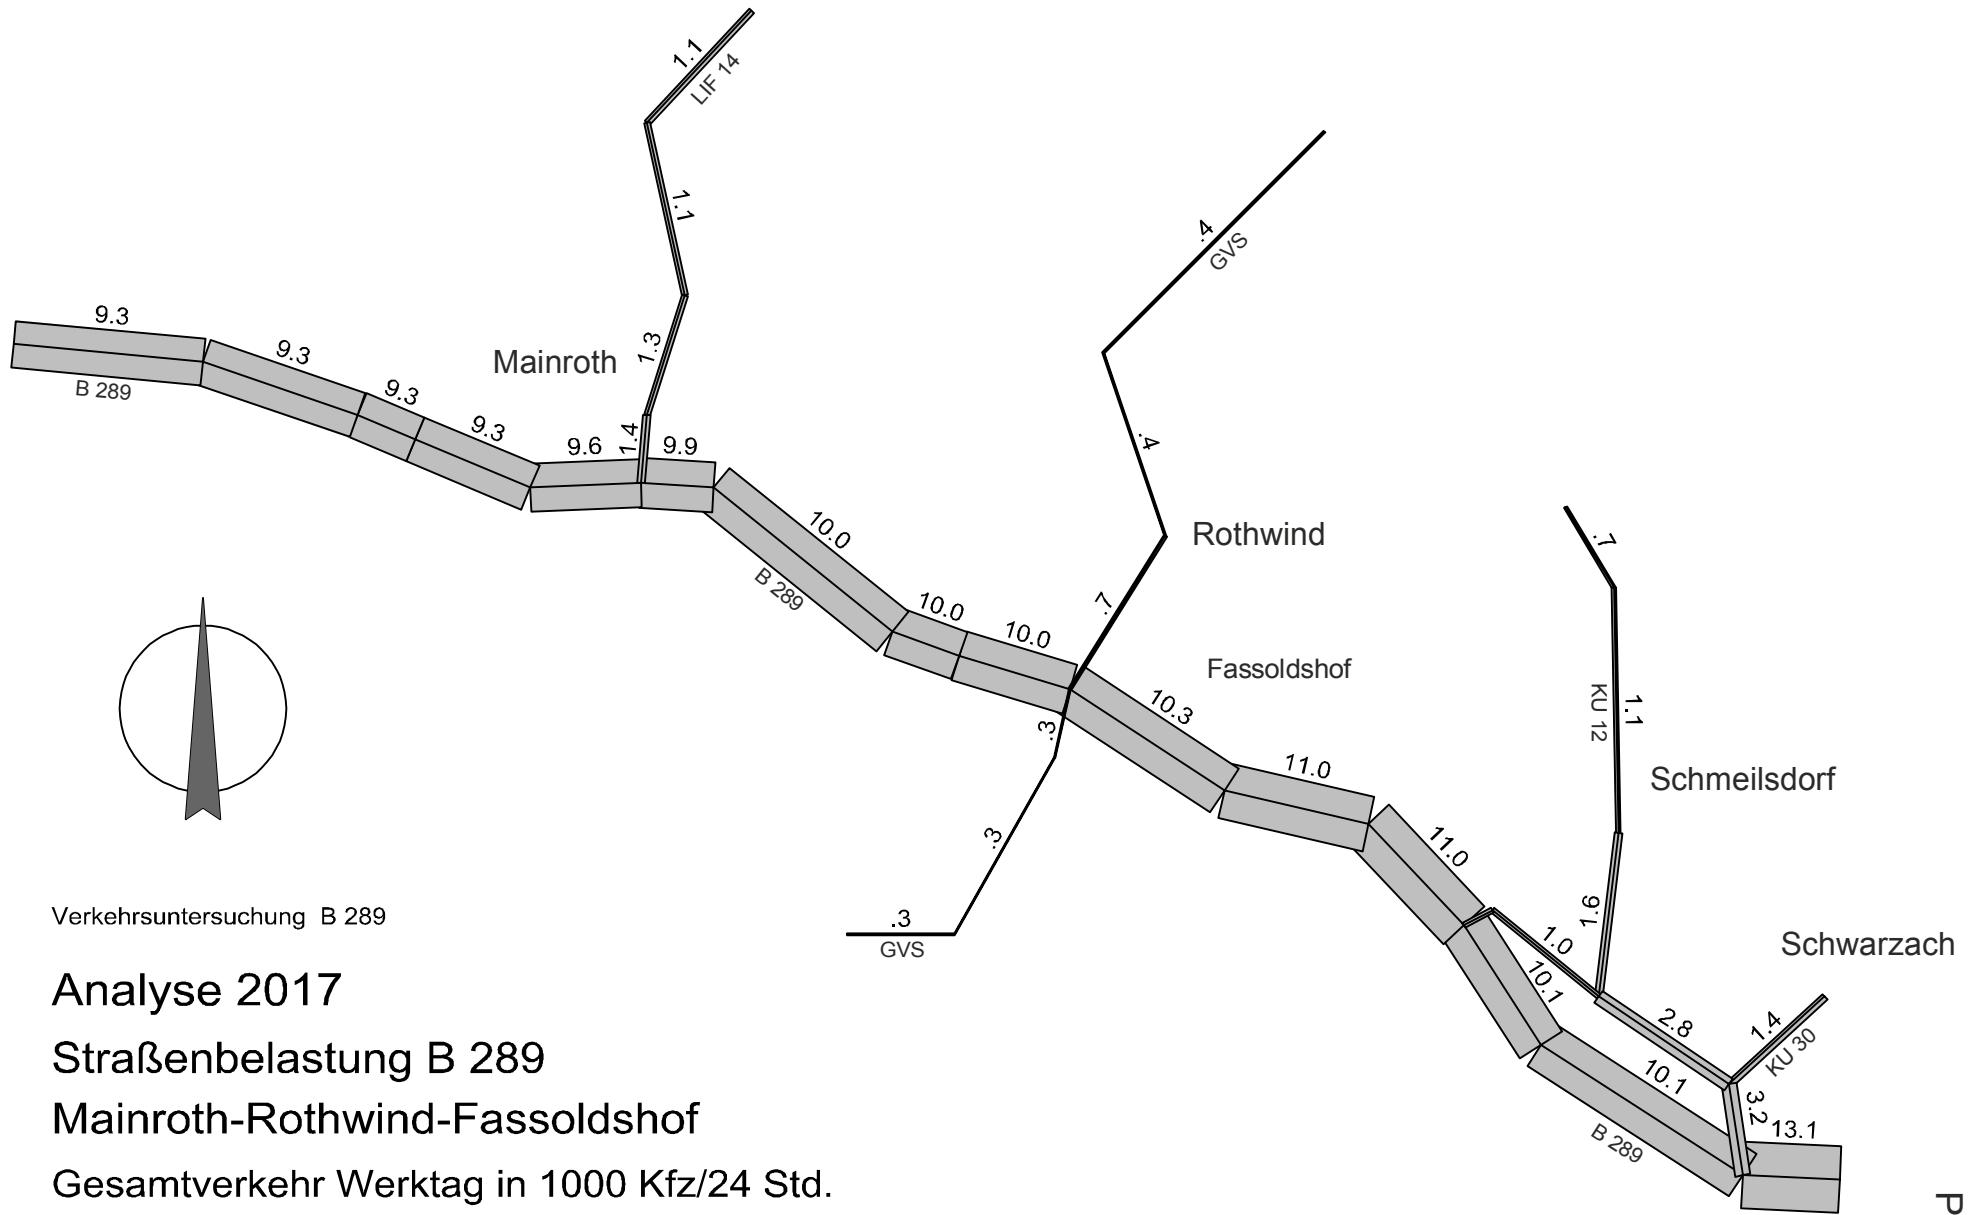 1.1
LIF 14
1.1
.4
GVS
9.3
B 289
9.3
9.3
9.3
Mainroth
1.3
9.6
1.4
9.9
.4
Rothwind
10.0
B 289
10.0
10.0
.7
.7
Fassoldshof
KU 12
1.1
.3
10.3
11.0
Schmeilsdorf
.3
11.0
.3
GVS
1.6
1.0
10.1
Schwarzach
2.8
1.4
KU 30
10.1
3.2
13.1
B 289
Verkehrsuntersuchung B 289
Analyse 2017
Straßenbelastung B 289
Mainroth-Rothwind-Fassoldshof
Gesamtverkehr Werktag in 1000 Kfz/24 Std.
P